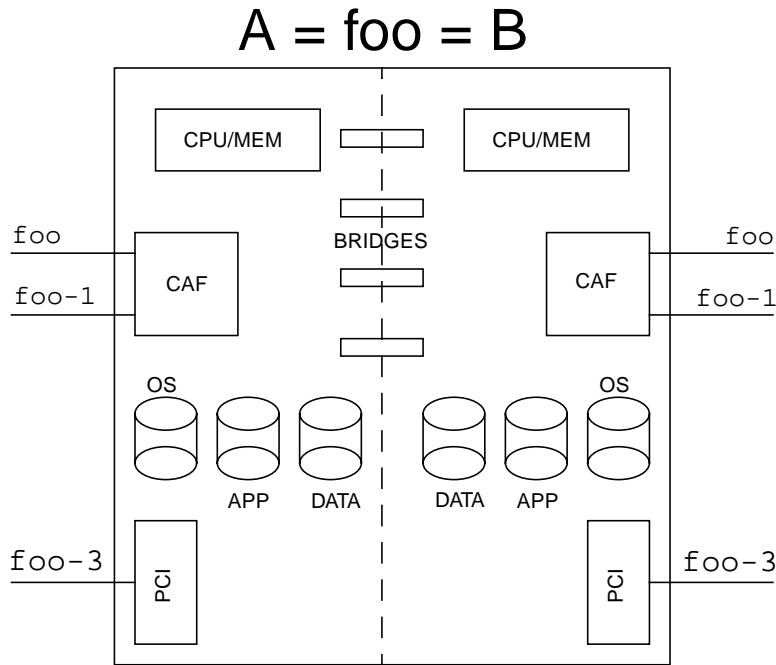 A = foo = B
CPU/MEM
CPU/MEM
foo
foo
BRIDGES
CAF
CAF
foo-1
foo-1
OS
OS
APP
DATA
DATA
APP
foo-3
foo-3
PCI
PCI